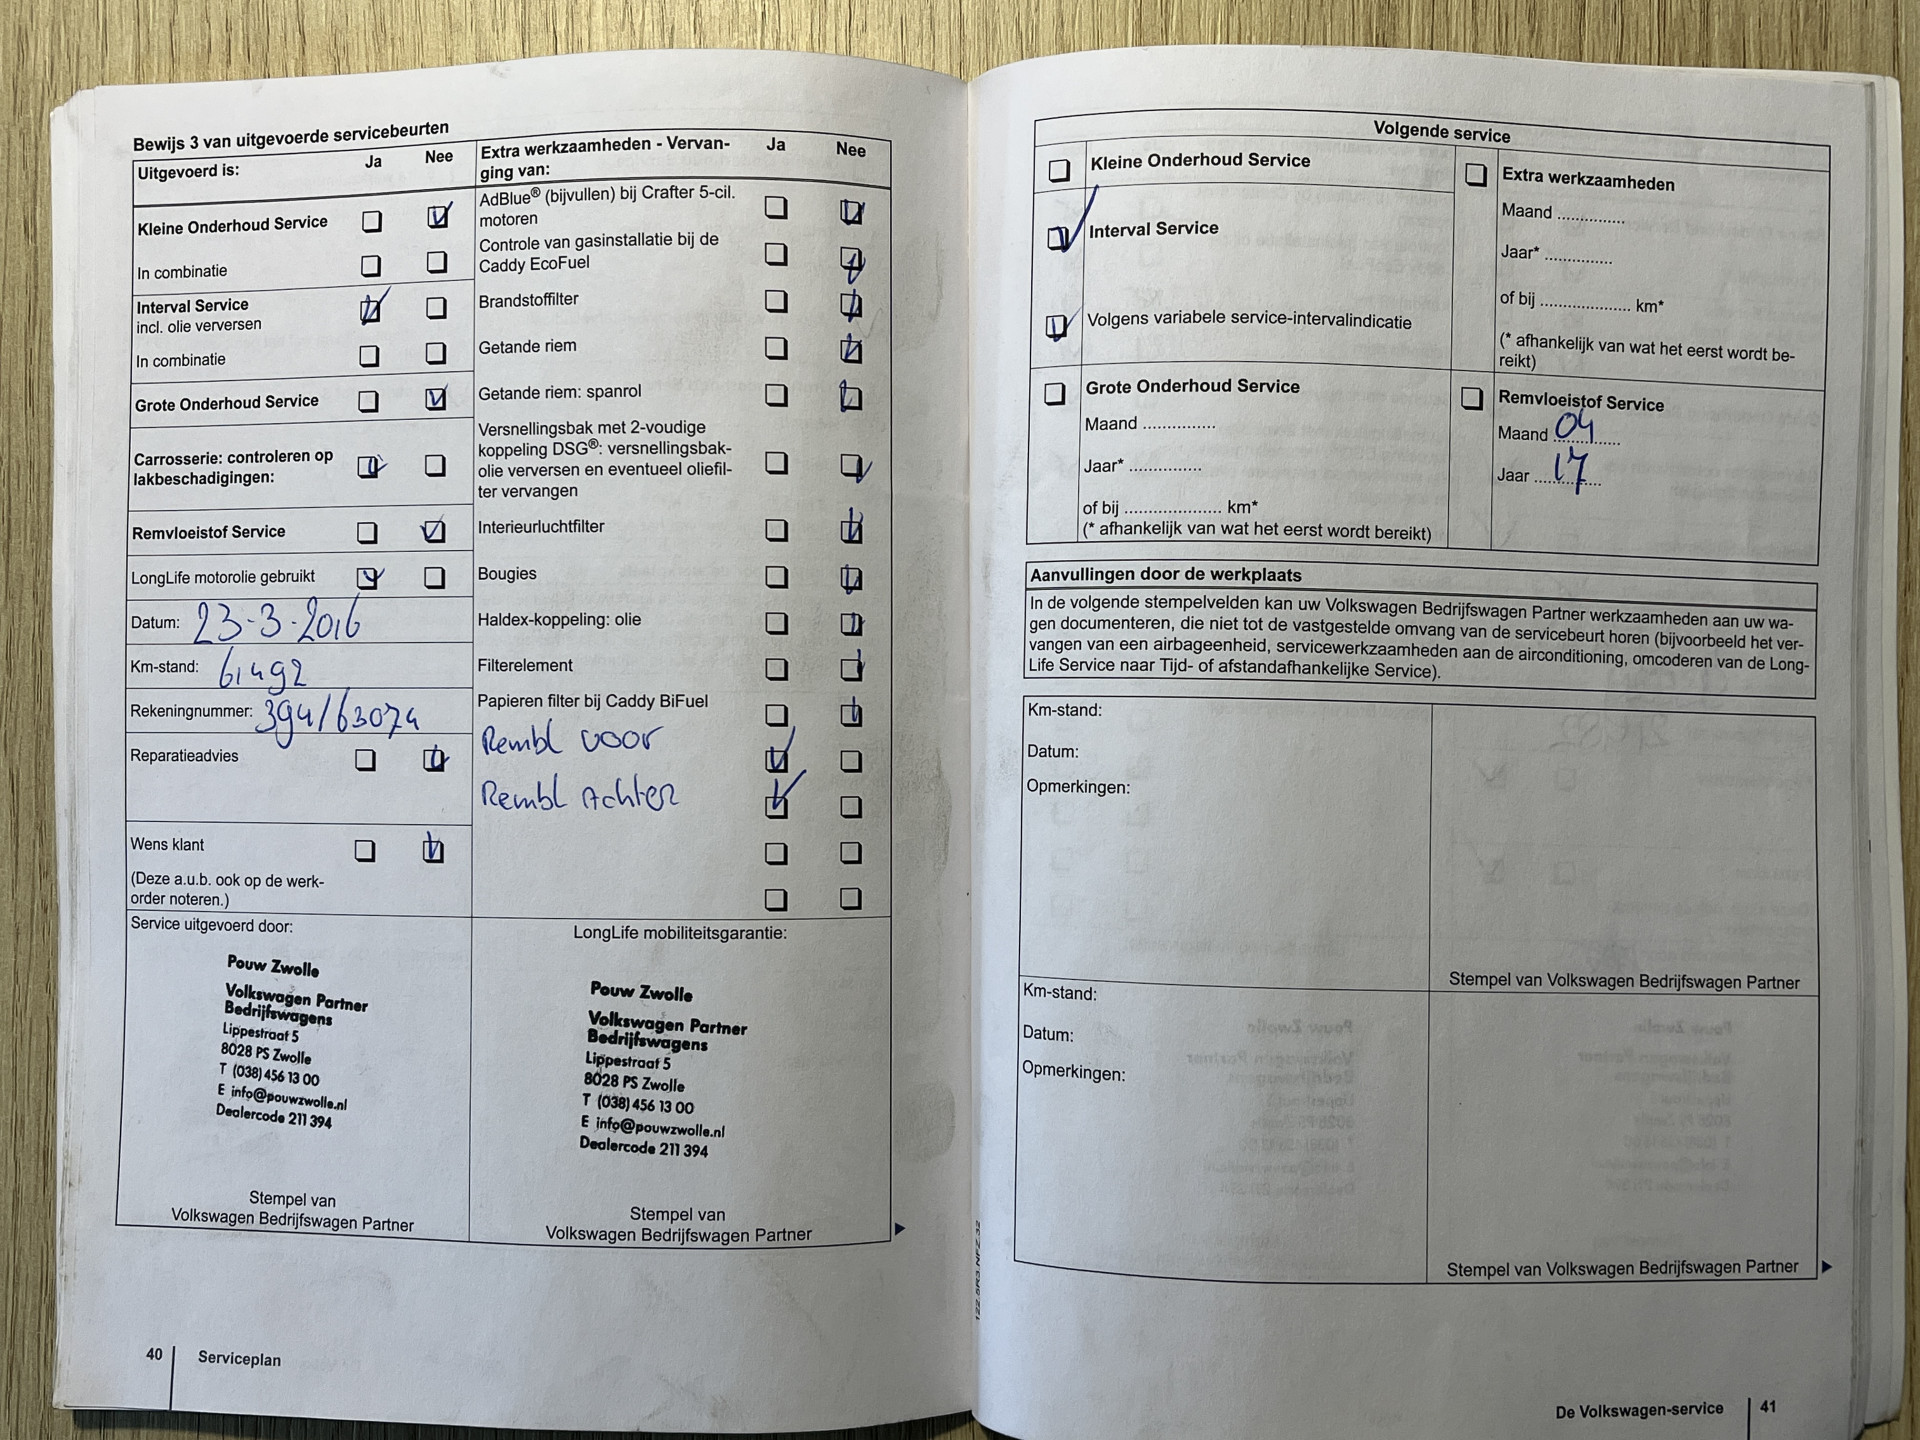 Bewijs 3 van uitgevoerde servicebeurten
Uitgevoerd is:
Ja
Nee
Kleine Onderhoud Service
In combinatie
Interval Service
incl. olie verversen
In combinatie
Grote Onderhoud Service
Carrosserie: controleren op
lakbeschadigingen:
Remvloeistof Service
LongLife motorolie gebruikt
Datum: 23-3-2016
Km-stand: 61492
Rekeningnummer: 394/63074
Reparatieadvies
Wens klant
(Deze a.u.b. ook op de werk-
order noteren.)
Extra werkzaamheden - Vervan-
ging van:
Ja
Nee
AdBlue® (bijvullen) bij Crafter 5-cil.
motoren
Controle van gasinstallatie bij de
Caddy EcoFuel
Brandstoffilter
Getande riem
Getande riem: spanrol
Versnellingsbak met 2-voudige
koppeling DSG®: versnellingsbak-
olie verversen en eventueel oliefil-
ter vervangen
Interieurluchtfilter
Bougies
Haldex-koppeling: olie
Filterelement
Papieren filter bij Caddy BiFuel
Rembl voor
Rembl Achter
Service uitgevoerd door:
Pouw Zwolle
Volkswagen Partner
Bedrijfswagens
Lippestraat 5
8028 PS Zwolle
T (038) 456 13 00
E info@pouwzwolle.nl
Dealercode 211 394
Stempel van
Volkswagen Bedrijfswagen Partner
LongLife mobiliteitsgarantie:
Pouw Zwolle
Volkswagen Partner
Bedrijfswagens
Lippestraat 5
8028 PS Zwolle
T (038) 456 13 00
E info@pouwzwolle.nl
Dealercode 211 394
Stempel van
Volkswagen Bedrijfswagen Partner
40
Serviceplan
Volgende service
Kleine Onderhoud Service
Interval Service
Volgens variabele service-intervalindicatie
Grote Onderhoud Service
Maand ...............
Jaar* ...............
of bij .................... km*
(* afhankelijk van wat het eerst wordt bereikt)
Extra werkzaamheden
Maand ...............
Jaar* ...............
of bij .................... km*
(* afhankelijk van wat het eerst wordt be-
reikt)
Remvloeistof Service
Maand 04
Jaar 17
Aanvullingen door de werkplaats
In de volgende stempelvelden kan uw Volkswagen Bedrijfswagen Partner werkzaamheden aan uw wa-
gen documenteren, die niet tot de vastgestelde omvang van de servicebeurt horen (bijvoorbeeld het ver-
vangen van een airbageenheid, servicewerkzaamheden aan de airconditioning, omcoderen van de Long-
Life Service naar Tijd- of afstandafhankelijke Service).
Km-stand:
Datum:
Opmerkingen:
Stempel van Volkswagen Bedrijfswagen Partner
Km-stand:
Datum:
Opmerkingen:
Stempel van Volkswagen Bedrijfswagen Partner
122.5R3.NFZ.32
De Volkswagen-service
41